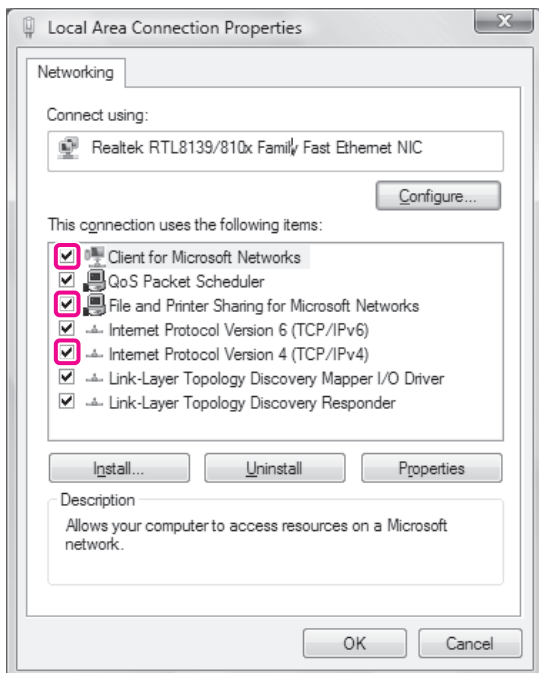 Local Area Connection Properties
Networking
Connect using:
Realtek RTL8139/810x Family Fast Ethernet NIC
Configure...
This connection uses the following items:
Client for Microsoft Networks
QoS Packet Scheduler
File and Printer Sharing for Microsoft Networks
Internet Protocol Version 6 (TCP/IPv6)
Internet Protocol Version 4 (TCP/IPv4)
Link-Layer Topology Discovery Mapper I/O Driver
Link-Layer Topology Discovery Responder
Install... Uninstall Properties
Description
Allows your computer to access resources on a Microsoft
network.
OK Cancel